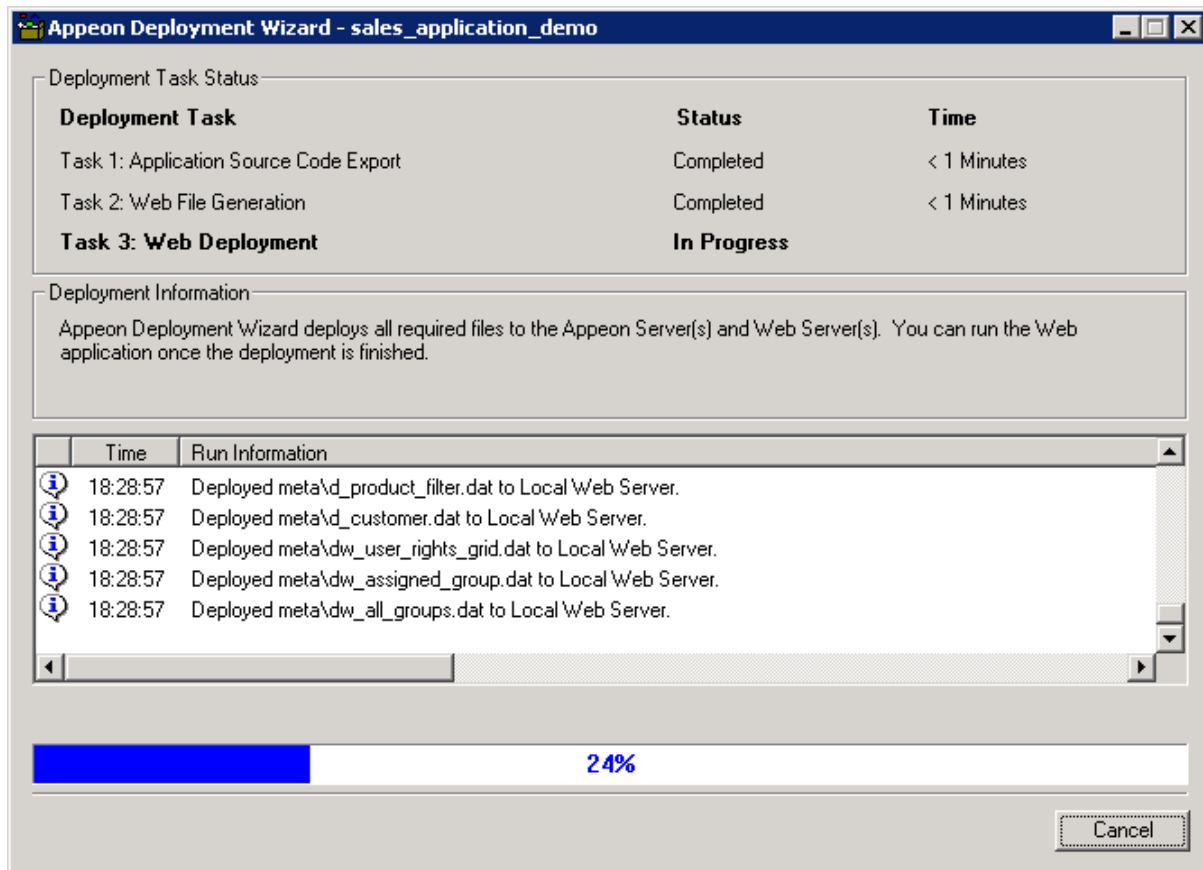 Appeon Deployment Wizard - sales_application_demo
Deployment Task Status
Deployment Task Status Time
Task 1: Application Source Code Export Completed < 1 Minutes
Task 2: Web File Generation Completed < 1 Minutes
Task 3: Web Deployment In Progress
Deployment Information
Appeon Deployment Wizard deploys all required files to the Appeon Server(s) and Web Server(s). You can run the Web
application once the deployment is finished.
Time Run Information
18:28:57 Deployed meta\d_product_filter.dat to Local Web Server.
18:28:57 Deployed meta\d_customer.dat to Local Web Server.
18:28:57 Deployed meta\dw_user_rights_grid.dat to Local Web Server.
18:28:57 Deployed meta\dw_assigned_group.dat to Local Web Server.
18:28:57 Deployed meta\dw_all_groups.dat to Local Web Server.
24%
Cancel